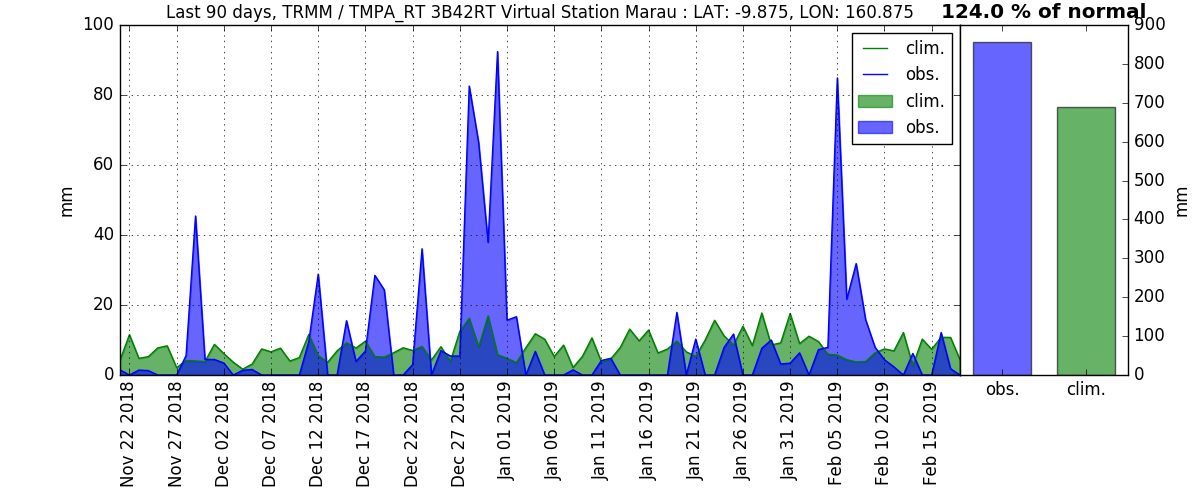 Last 90 days, TRMM / TMPA_RT 3B42RT Virtual Station Marau : LAT: -9.875, LON: 160.875
124.0 % of normal
100
80
60
40
20
0
mm
clim.
obs.
clim.
obs.
900
800
700
600
500
400
300
200
100
0
mm
Nov 22 2018
Nov 27 2018
Dec 02 2018
Dec 07 2018
Dec 12 2018
Dec 17 2018
Dec 22 2018
Dec 27 2018
Jan 01 2019
Jan 06 2019
Jan 11 2019
Jan 16 2019
Jan 21 2019
Jan 26 2019
Jan 31 2019
Feb 05 2019
Feb 10 2019
Feb 15 2019
obs.
clim.